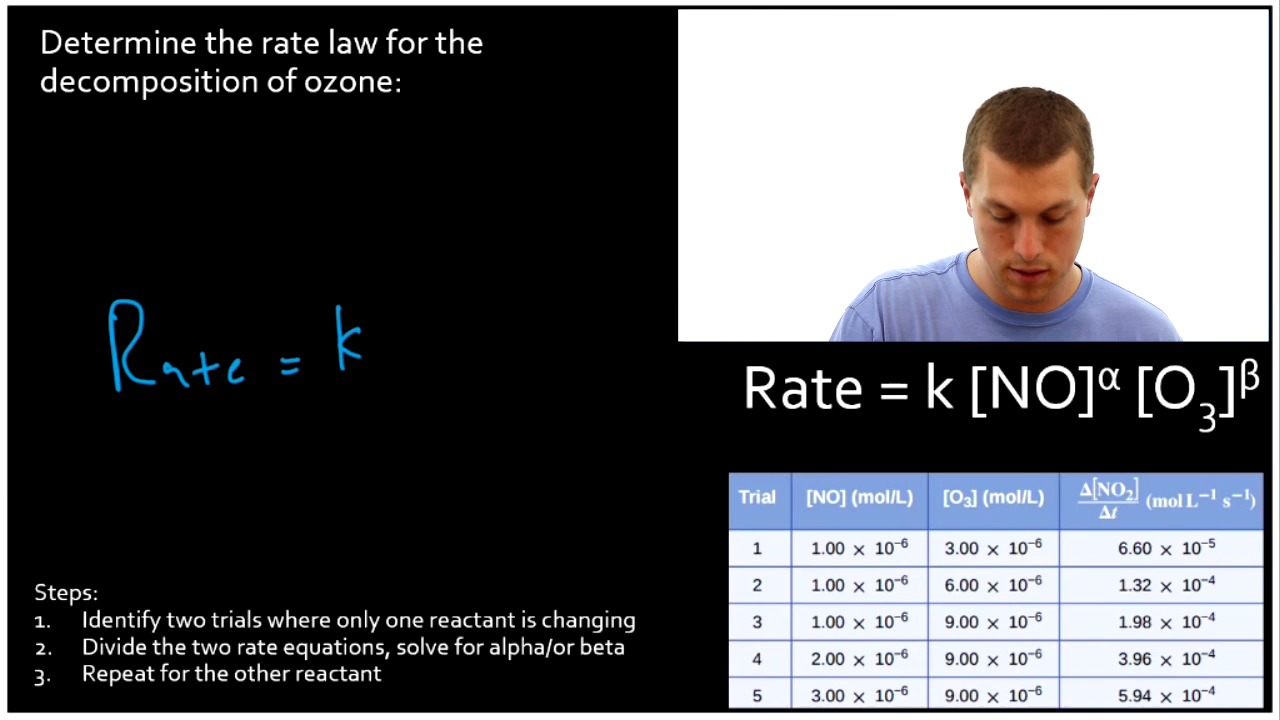 Determine the rate law for the
decomposition of ozone:
Rate = k
Rate = k [NO]^α [O₃]^β
Trial [NO] (mol/L) [O₃] (mol/L) Δ[NO₂]/Δt (mol L⁻¹ s⁻¹)
1 1.00 × 10⁻⁶ 3.00 × 10⁻⁶ 6.60 × 10⁻⁵
2 1.00 × 10⁻⁶ 6.00 × 10⁻⁶ 1.32 × 10⁻⁴
3 1.00 × 10⁻⁶ 9.00 × 10⁻⁶ 1.98 × 10⁻⁴
4 2.00 × 10⁻⁶ 9.00 × 10⁻⁶ 3.96 × 10⁻⁴
5 3.00 × 10⁻⁶ 9.00 × 10⁻⁶ 5.94 × 10⁻⁴
Steps:
1. Identify two trials where only one reactant is changing
2. Divide the two rate equations, solve for alpha/or beta
3. Repeat for the other reactant